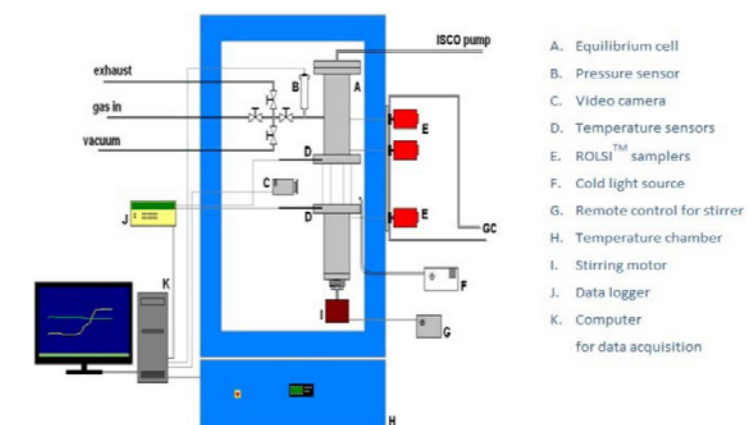 ISCO pump
exhaust
gas in
vacuum
B
A
E
D
C
E
D
GC
J
K
F
I
G
H
A. Equilibrium cell
B. Pressure sensor
C. Video camera
D. Temperature sensors
E. ROLSI™ samplers
F. Cold light source
G. Remote control for stirrer
H. Temperature chamber
I. Stirring motor
J. Data logger
K. Computer
for data acquisition